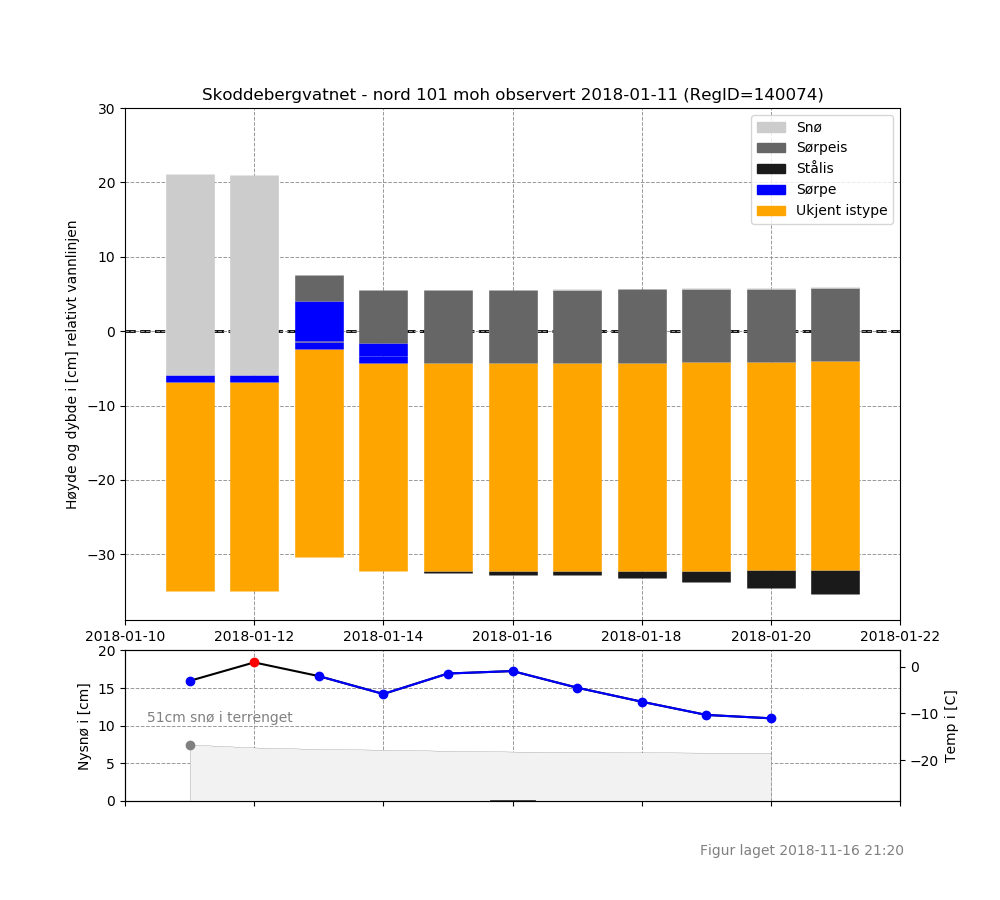 Skoddebergvatnet - nord 101 moh observert 2018-01-11 (RegID=140074)
Høyde og dybde i [cm] relativt vannlinjen
30
20
10
0
−10
−20
−30
Snø
Sørpeis
Stålis
Sørpe
Ukjent istype
2018-01-10 2018-01-12 2018-01-14 2018-01-16 2018-01-18 2018-01-20 2018-01-22
Nysnø i [cm]
20
15
10
5
0
51cm snø i terrenget
0
−10
−20
Temp i [C]
Figur laget 2018-11-16 21:20